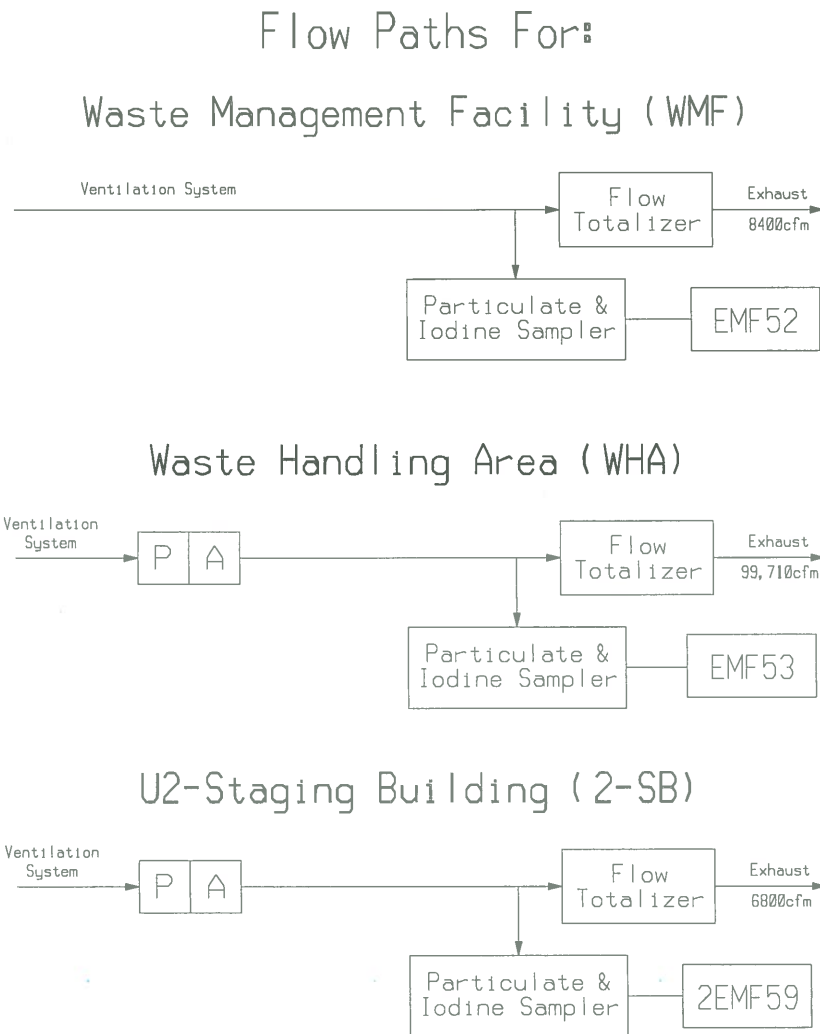 Flow Paths For:
Waste Management Facility (WMF)
Ventilation System
Flow
Totalizer
Exhaust
8400cfm
Particulate &
Iodine Sampler
EMF52
Waste Handling Area (WHA)
Ventilation
System
P A
Flow
Totalizer
Exhaust
99,710cfm
Particulate &
Iodine Sampler
EMF53
U2-Staging Building (2-SB)
Ventilation
System
P A
Flow
Totalizer
Exhaust
6800cfm
Particulate &
Iodine Sampler
2EMF59